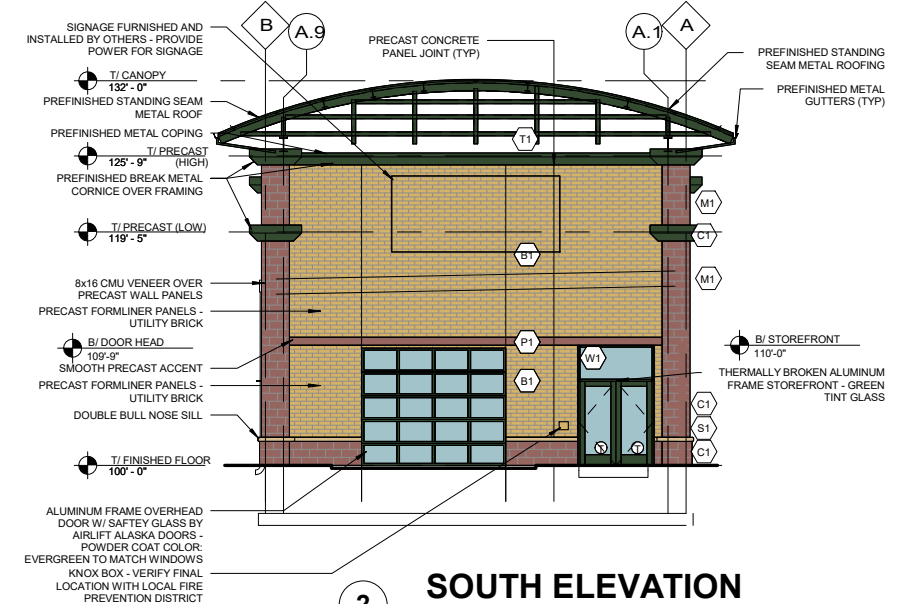 B
A.9
A.1
A
SIGNAGE FURNISHED AND
INSTALLED BY OTHERS - PROVIDE
POWER FOR SIGNAGE
T/ CANOPY
132' - 0"
PREFINISHED STANDING SEAM
METAL ROOF
PREFINISHED METAL COPING
T/ PRECAST
(HIGH)
125' - 9"
PREFINISHED BREAK METAL
CORNICE OVER FRAMING
T/ PRECAST (LOW)
119' - 5"
8x16 CMU VENEER OVER
PRECAST WALL PANELS
PRECAST FORMLINER PANELS -
UTILITY BRICK
B/ DOOR HEAD
109'-9"
SMOOTH PRECAST ACCENT
PRECAST FORMLINER PANELS -
UTILITY BRICK
DOUBLE BULL NOSE SILL
T/ FINISHED FLOOR
100' - 0"
ALUMINUM FRAME OVERHEAD
DOOR W/ SAFTEY GLASS BY
AIRLIFT ALASKA DOORS -
POWDER COAT COLOR:
EVERGREEN TO MATCH WINDOWS
KNOX BOX - VERIFY FINAL
LOCATION WITH LOCAL FIRE
PREVENTION DISTRICT
PRECAST CONCRETE
PANEL JOINT (TYP)
T1
B1
P1
B1
W1
T
T
PREFINISHED STANDING
SEAM METAL ROOFING
PREFINISHED METAL
GUTTERS (TYP)
M1
C1
M1
B/ STOREFRONT
110'-0"
THERMALLY BROKEN ALUMINUM
FRAME STOREFRONT - GREEN
TINT GLASS
C1
S1
C1
2
SOUTH ELEVATION